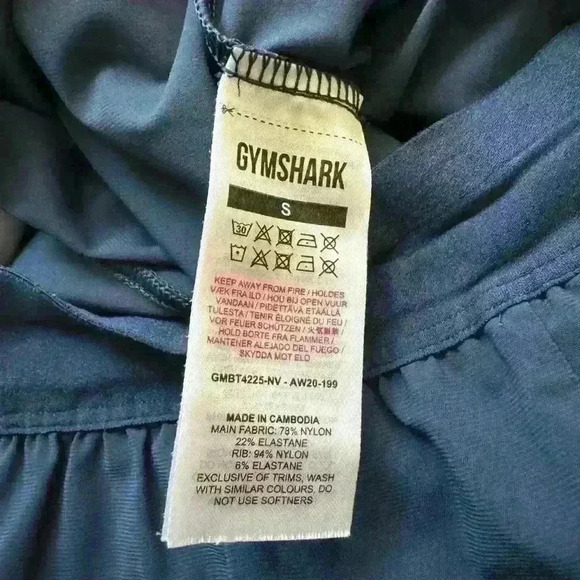 GYMSHARK
S
30
KEEP AWAY FROM FIRE / HOLDES
VÆK FRA ILD / HOU BIJ OPEN VUUR
VANDAAN / PIDETTÄVÄ ETÄÄLLÄ
TULESTA / TENIR ÉLOIGNÉ DU FEU /
VOR FEUER SCHÜTZEN / 火気厳禁 /
HOLD BORTE FRA FLAMMER /
MANTENER ALEJADO DEL FUEGO /
SKYDDA MOT ELD
GMBT4225-NV - AW20-199
MADE IN CAMBODIA
MAIN FABRIC: 78% NYLON
22% ELASTANE
RIB: 94% NYLON
6% ELASTANE
EXCLUSIVE OF TRIMS, WASH
WITH SIMILAR COLOURS, DO
NOT USE SOFTNERS